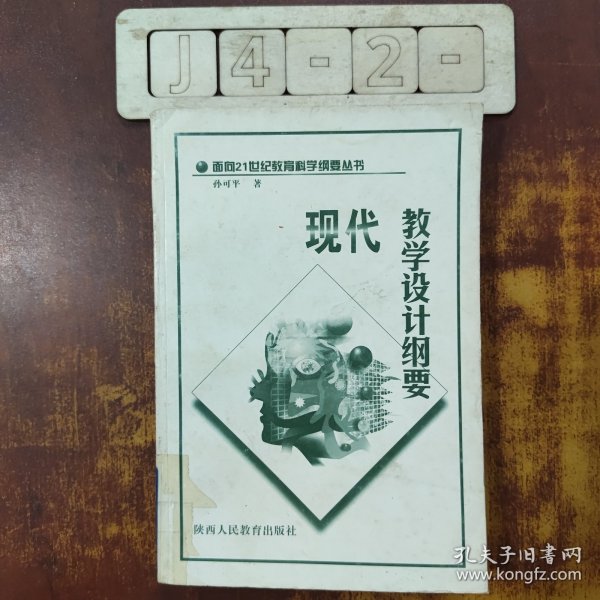 J4-2-
面向21世纪教育科学纲要丛书
孙可平 著
现代
教学设计纲要
陕西人民教育出版社
孔夫子旧书网
www.kongfz.com